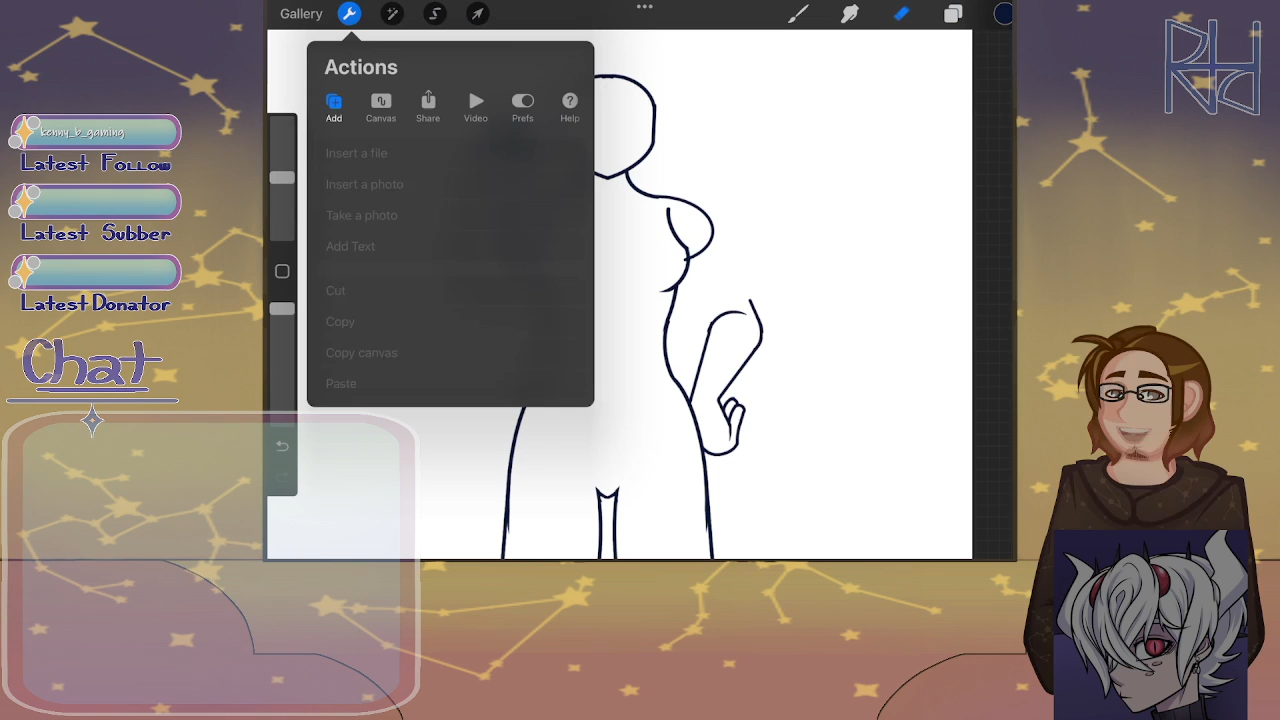 Gallery
Actions
Add
Canvas
Share
Video
Prefs
Help
Insert a file
Insert a photo
Take a photo
Add Text
Cut
Copy
Copy canvas
Paste
kenny_b_gaming
Latest Follow
Latest Subber
Latest Donator
Chat